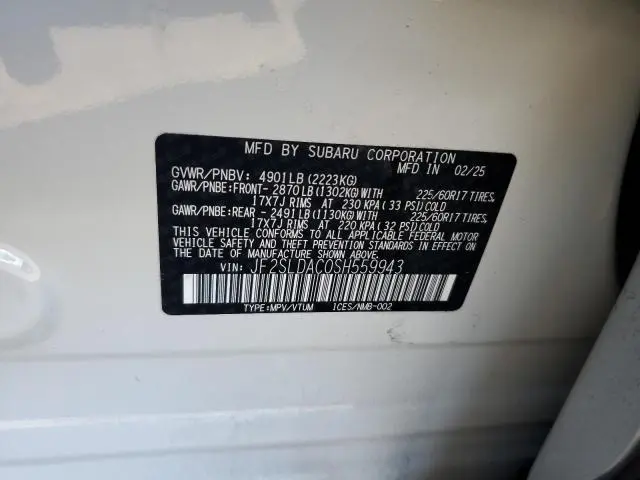 MFD BY SUBARU CORPORATION
MFD IN 02/25
GVWR/PNBV: 4901LB(2223KG)
GAWR/PNBE:FRONT- 2870LB(1302KG)WITH 225/60R17 TIRES,
17X7J RIMS AT 230 KPA(33 PSI)COLD
GAWR/PNBE:REAR - 2491LB(1130KG)WITH 225/60R17 TIRES,
17X7J RIMS AT 220 KPA(32 PSI)COLD
THIS VEHICLE CONFORMS TO ALL APPLICABLE FEDERAL MOTOR
VEHICLE SAFETY AND THEFT PREVENTION STANDARDS IN EFFECT ON
THE DATE OF MANUFACTURE SHOWN ABOVE.
VIN: JF2SLDAC0SH559943
TYPE:MPV/VTUM ICES/NMB-002